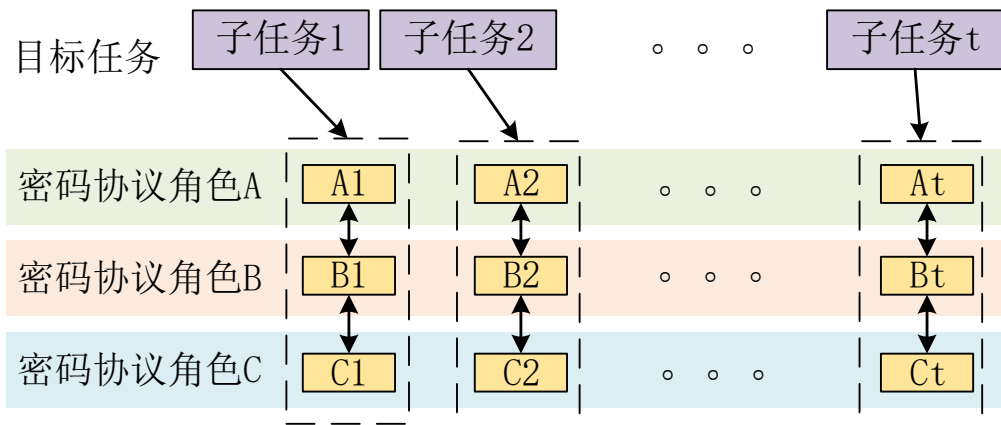 目标任务 子任务1 子任务2 。 。 。 子任务t
密码协议角色A A1 A2 。 。 。 At
密码协议角色B B1 B2 。 。 。 Bt
密码协议角色C C1 C2 。 。 。 Ct